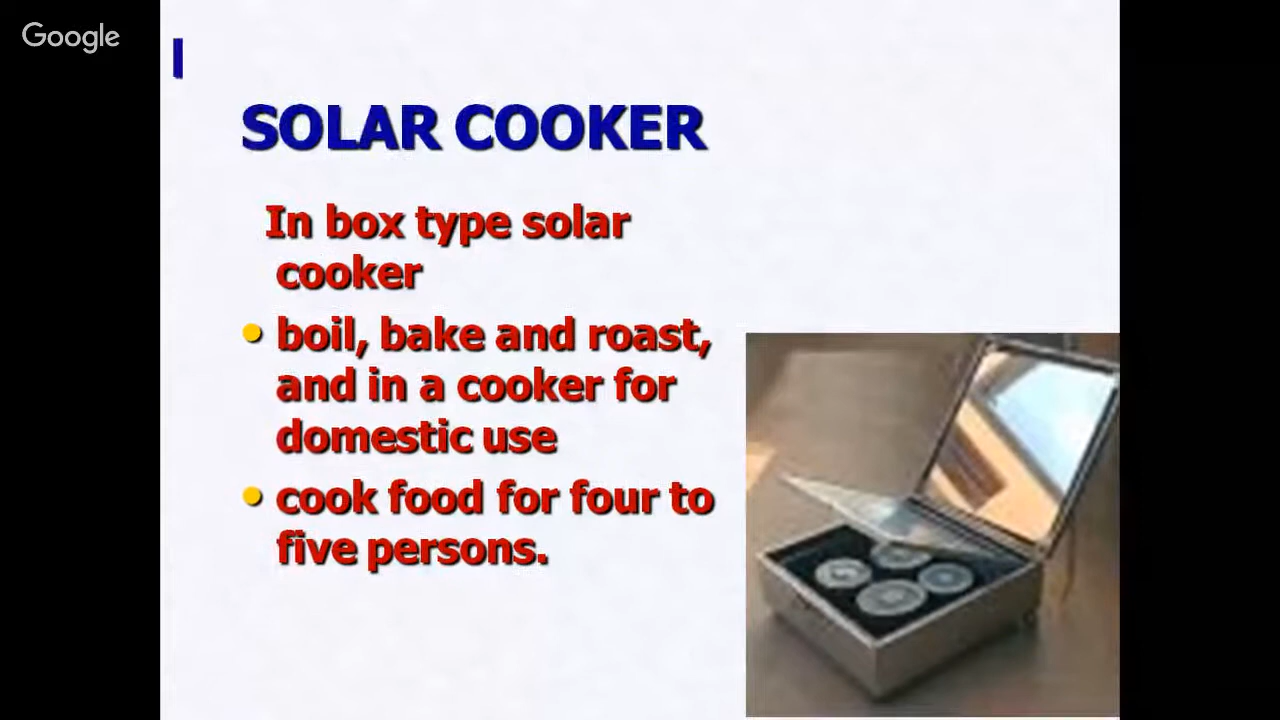 Google
SOLAR COOKER
In box type solar
cooker
• boil, bake and roast,
and in a cooker for
domestic use
• cook food for four to
five persons.